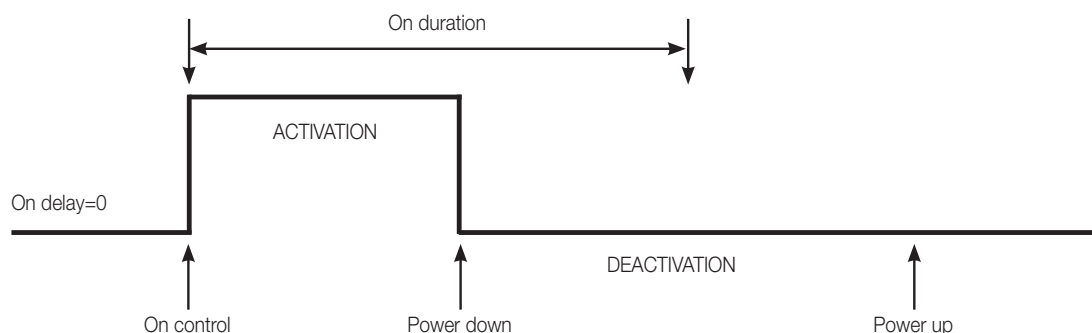 On duration
ACTIVATION
On delay=0
DEACTIVATION
On control
Power down
Power up